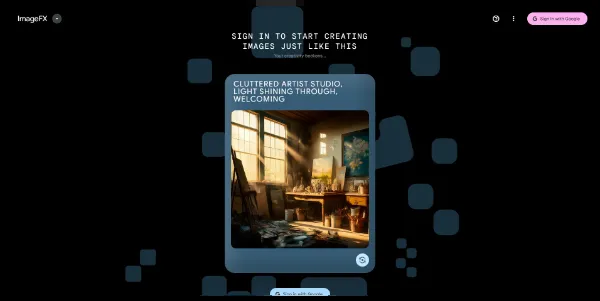 ImageFX
Sign in with Google
SIGN IN TO START CREATING
IMAGES JUST LIKE THIS
CLUTTERED ARTIST STUDIO,
LIGHT SHINING THROUGH,
WELCOMING
Sign in with Google